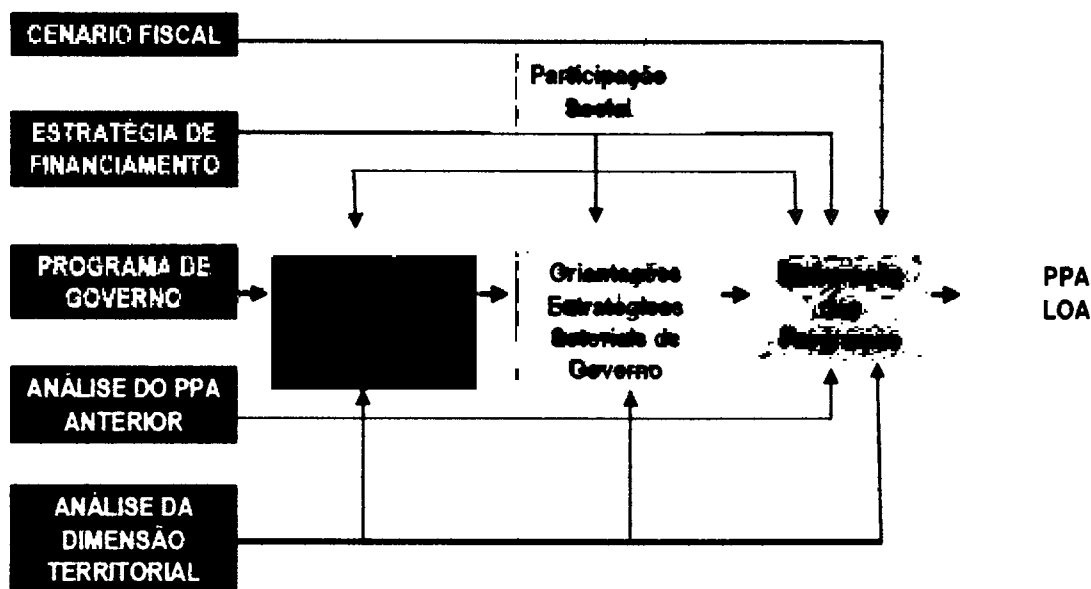 CENARIO FISCAL
Participação
Social
ESTRATÉGIA DE
FINANCIAMENTO
PROGRAMA DE
GOVERNO
Orientações
Estratégicas
Setoriais de
Governo
PPA
LOA
ANÁLISE DO PPA
ANTERIOR
ANÁLISE DA
DIMENSÃO
TERRITORIAL